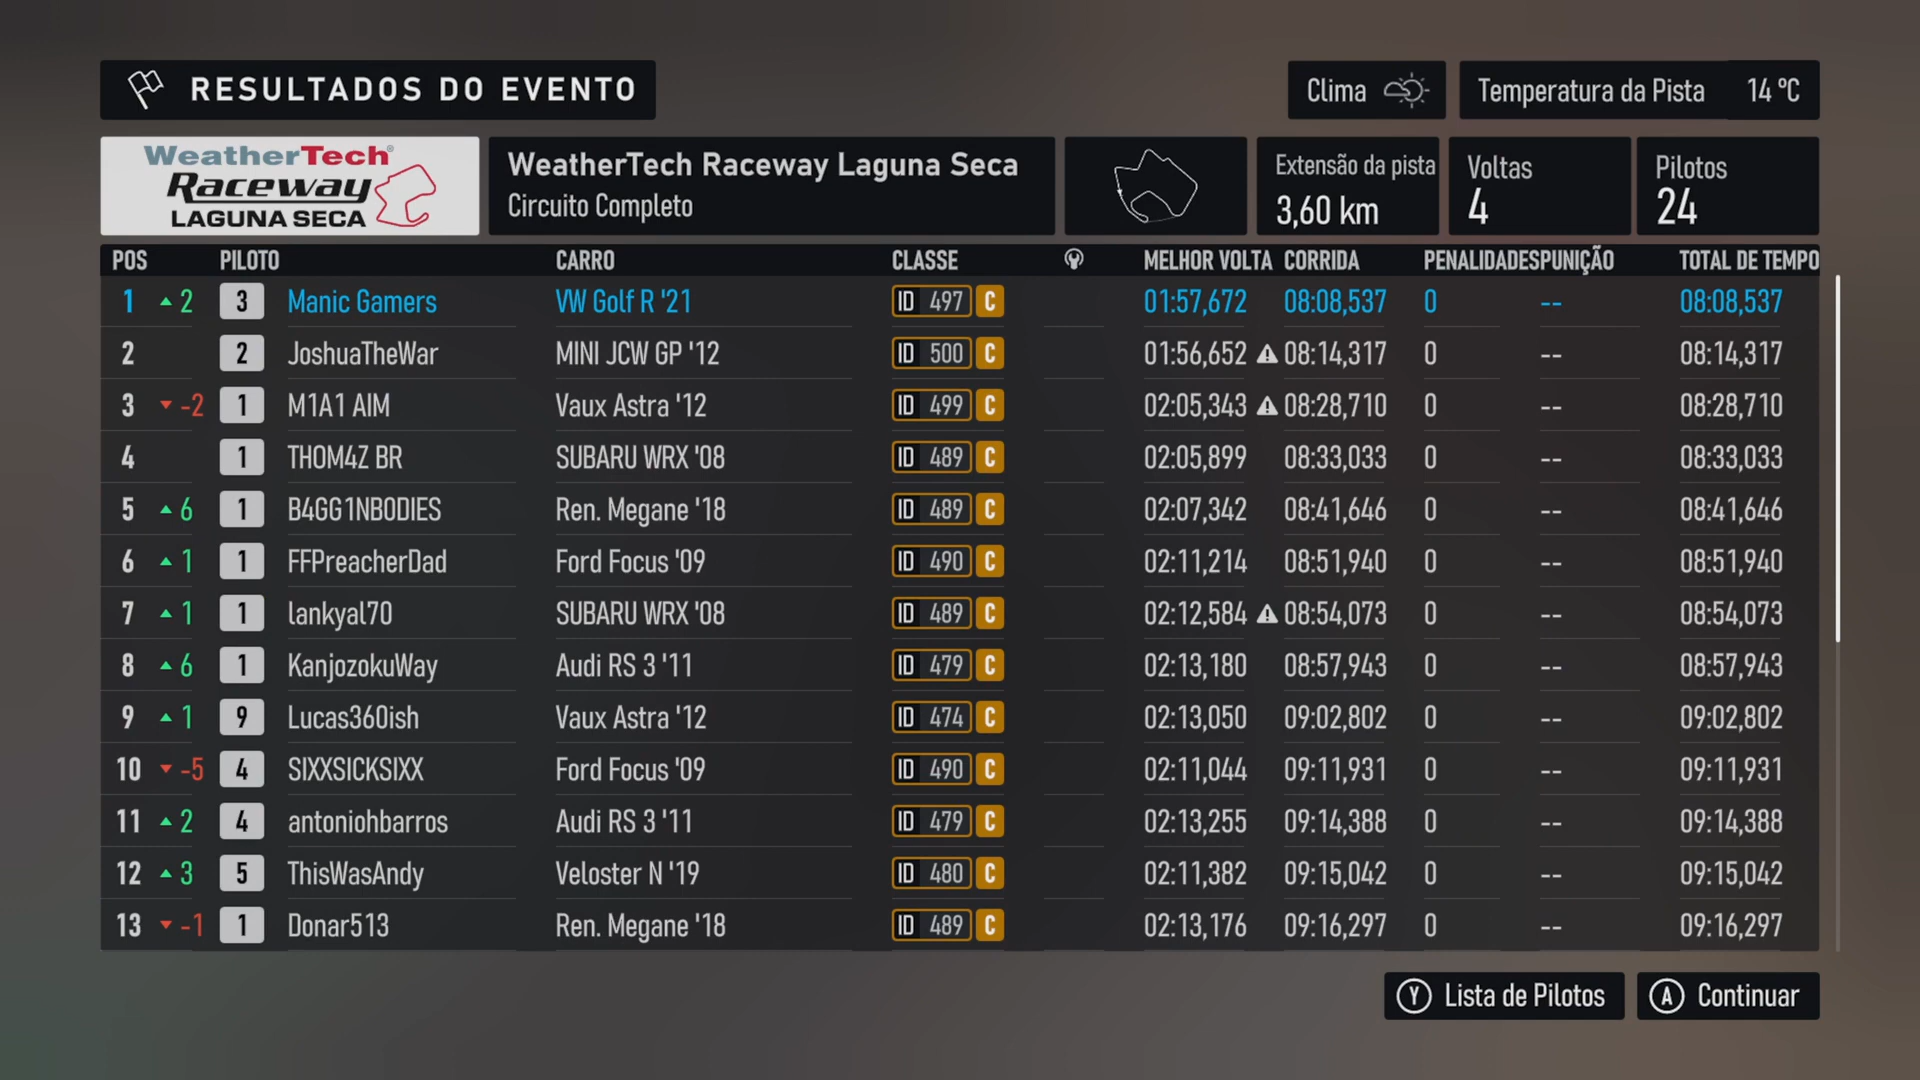 RESULTADOS DO EVENTO
Clima
Temperatura da Pista 14 ºC
WeatherTech®
Raceway
LAGUNA SECA
WeatherTech Raceway Laguna Seca
Circuito Completo
Extensão da pista
3,60 km
Voltas
4
Pilotos
24
POS PILOTO CARRO CLASSE MELHOR VOLTA CORRIDA PENALIDADESPUNIÇÃO TOTAL DE TEMPO
1 2 3 Manic Gamers VW Golf R '21 ID 497 C 01:57,672 08:08,537 0 -- 08:08,537
2 2 JoshuaTheWar MINI JCW GP '12 ID 500 C 01:56,652 08:14,317 0 -- 08:14,317
3 -2 1 M1A1 AIM Vaux Astra '12 ID 499 C 02:05,343 08:28,710 0 -- 08:28,710
4 1 THOM4Z BR SUBARU WRX '08 ID 489 C 02:05,899 08:33,033 0 -- 08:33,033
5 6 1 B4GG1NBODIES Ren. Megane '18 ID 489 C 02:07,342 08:41,646 0 -- 08:41,646
6 1 1 FFPreacherDad Ford Focus '09 ID 490 C 02:11,214 08:51,940 0 -- 08:51,940
7 1 1 lankyal70 SUBARU WRX '08 ID 489 C 02:12,584 08:54,073 0 -- 08:54,073
8 6 1 KanjozokuWay Audi RS 3 '11 ID 479 C 02:13,180 08:57,943 0 -- 08:57,943
9 1 9 Lucas360ish Vaux Astra '12 ID 474 C 02:13,050 09:02,802 0 -- 09:02,802
10 -5 4 SIXXSICKSIXX Ford Focus '09 ID 490 C 02:11,044 09:11,931 0 -- 09:11,931
11 2 4 antoniohbarros Audi RS 3 '11 ID 479 C 02:13,255 09:14,388 0 -- 09:14,388
12 3 5 ThisWasAndy Veloster N '19 ID 480 C 02:11,382 09:15,042 0 -- 09:15,042
13 -1 1 Donar513 Ren. Megane '18 ID 489 C 02:13,176 09:16,297 0 -- 09:16,297
Y Lista de Pilotos
A Continuar